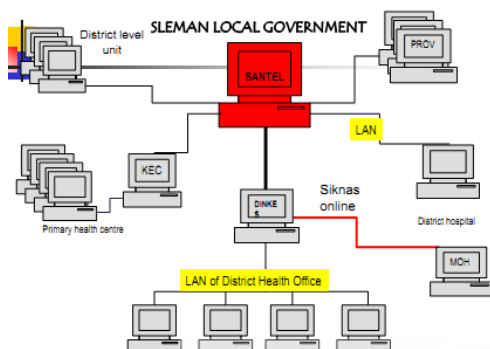 SLEMAN LOCAL GOVERNMENT
District level
unit
PROV
SANTEL
LAN
KEC
Siknas
online
DINKE
S
Primary health centre
District hospital
MOH
LAN of District Health Office